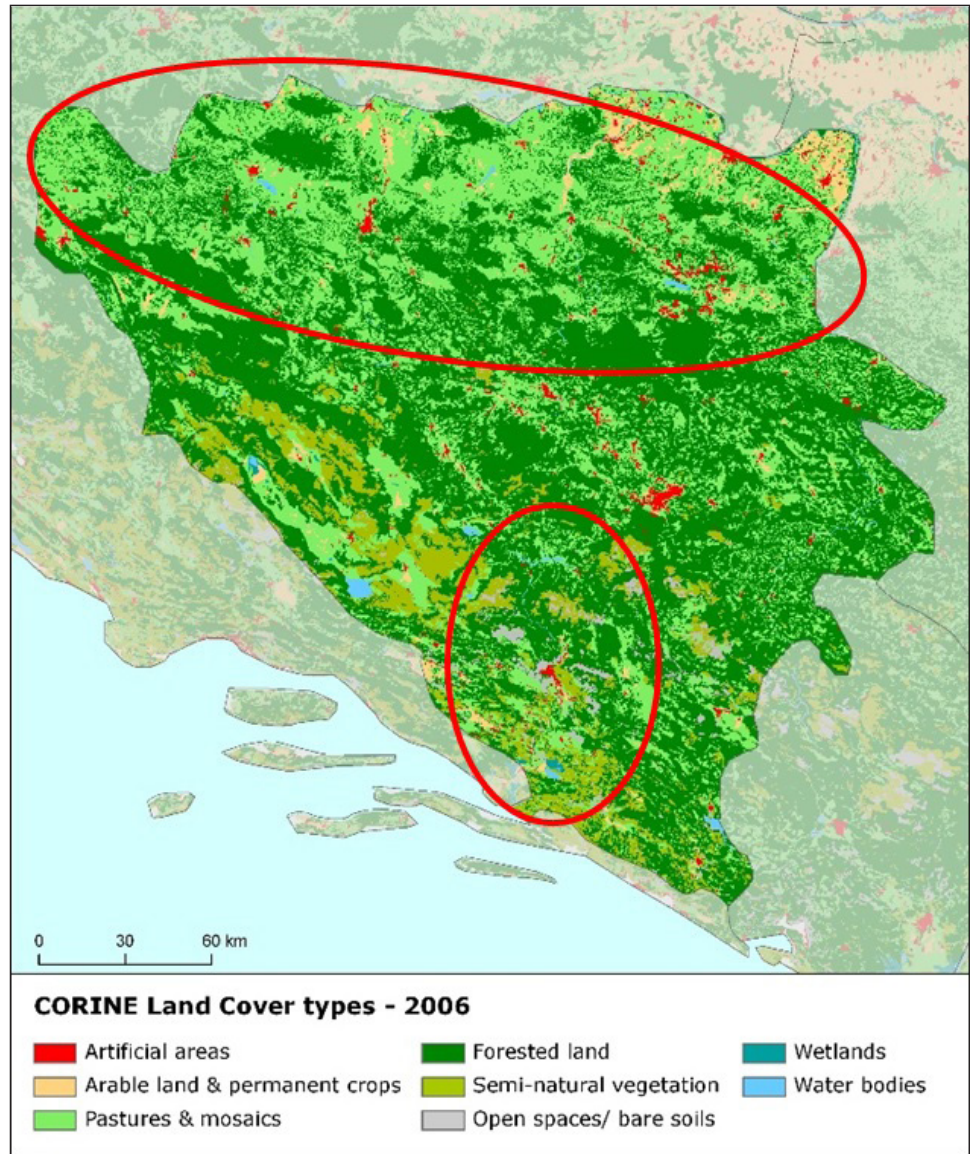 0 30 60 km
CORINE Land Cover types - 2006
Artificial areas
Arable land & permanent crops
Pastures & mosaics
Forested land
Semi-natural vegetation
Open spaces/ bare soils
Wetlands
Water bodies